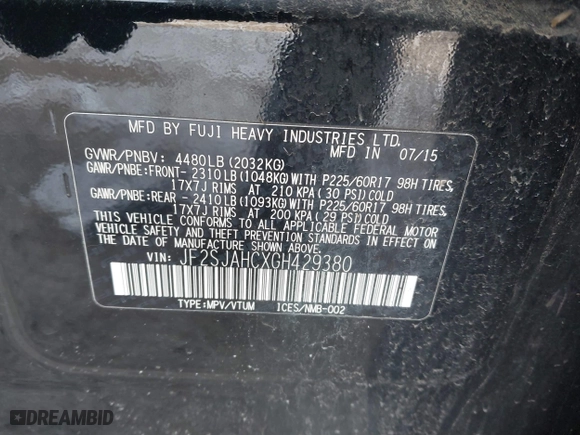 MFD BY FUJI HEAVY INDUSTRIES LTD.
GVWR/PNBV: 4480LB(2032KG) MFD IN 07/15
GAWR/PNBE:FRONT- 2310LB(1048KG)WITH P225/60R17 98H TIRES,
17X7J RIMS AT 210 KPA(30 PSI)COLD
GAWR/PNBE:REAR - 2410LB(1093KG)WITH P225/60R17 98H TIRES,
17X7J RIMS AT 200 KPA(29 PSI)COLD
THIS VEHICLE CONFORMS TO ALL APPLICABLE FEDERAL MOTOR
VEHICLE SAFETY AND THEFT PREVENTION STANDARDS IN EFFECT ON
THE DATE OF MANUFACTURE SHOWN ABOVE.
VIN: JF2SJAHCXGH429380
TYPE:MPV/VTUM ICES/NMB-002
DREAMBID